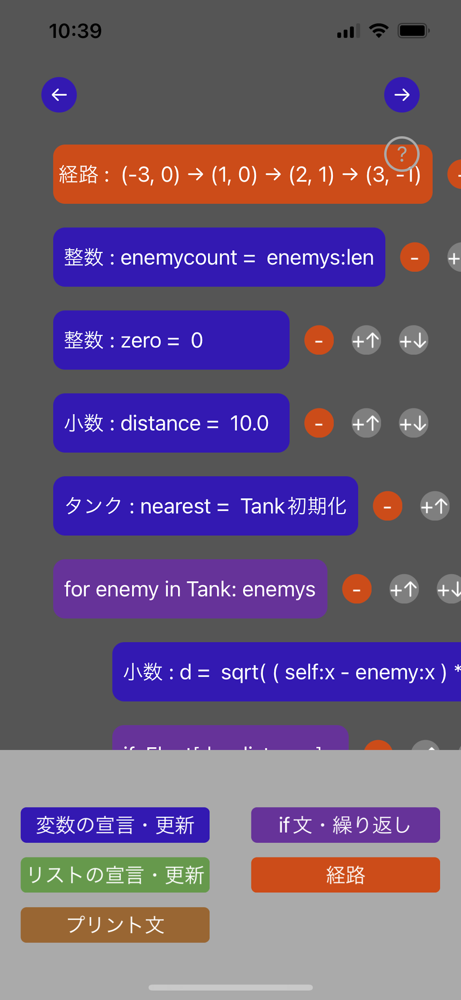 10:39
←
→
?
経路 : (-3, 0) → (1, 0) → (2, 1) → (3, -1)
整数 : enemycount = enemys:len - +
整数 : zero = 0 - +↑ +↓
小数 : distance = 10.0 - +↑ +↓
タンク : nearest = Tank初期化 - +↑
for enemy in Tank: enemys - +↑ +↓
小数 : d = sqrt( ( self:x - enemy:x ) *
変数の宣言・更新
if文・繰り返し
リストの宣言・更新
経路
プリント文